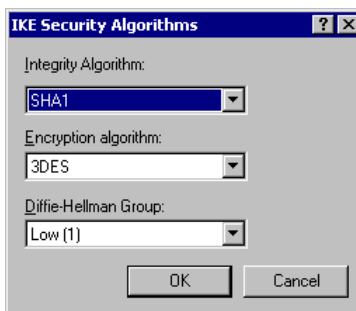 IKE Security Algorithms
Integrity Algorithm:
SHA1
Encryption algorithm:
3DES
Diffie-Hellman Group:
Low (1)
OK Cancel